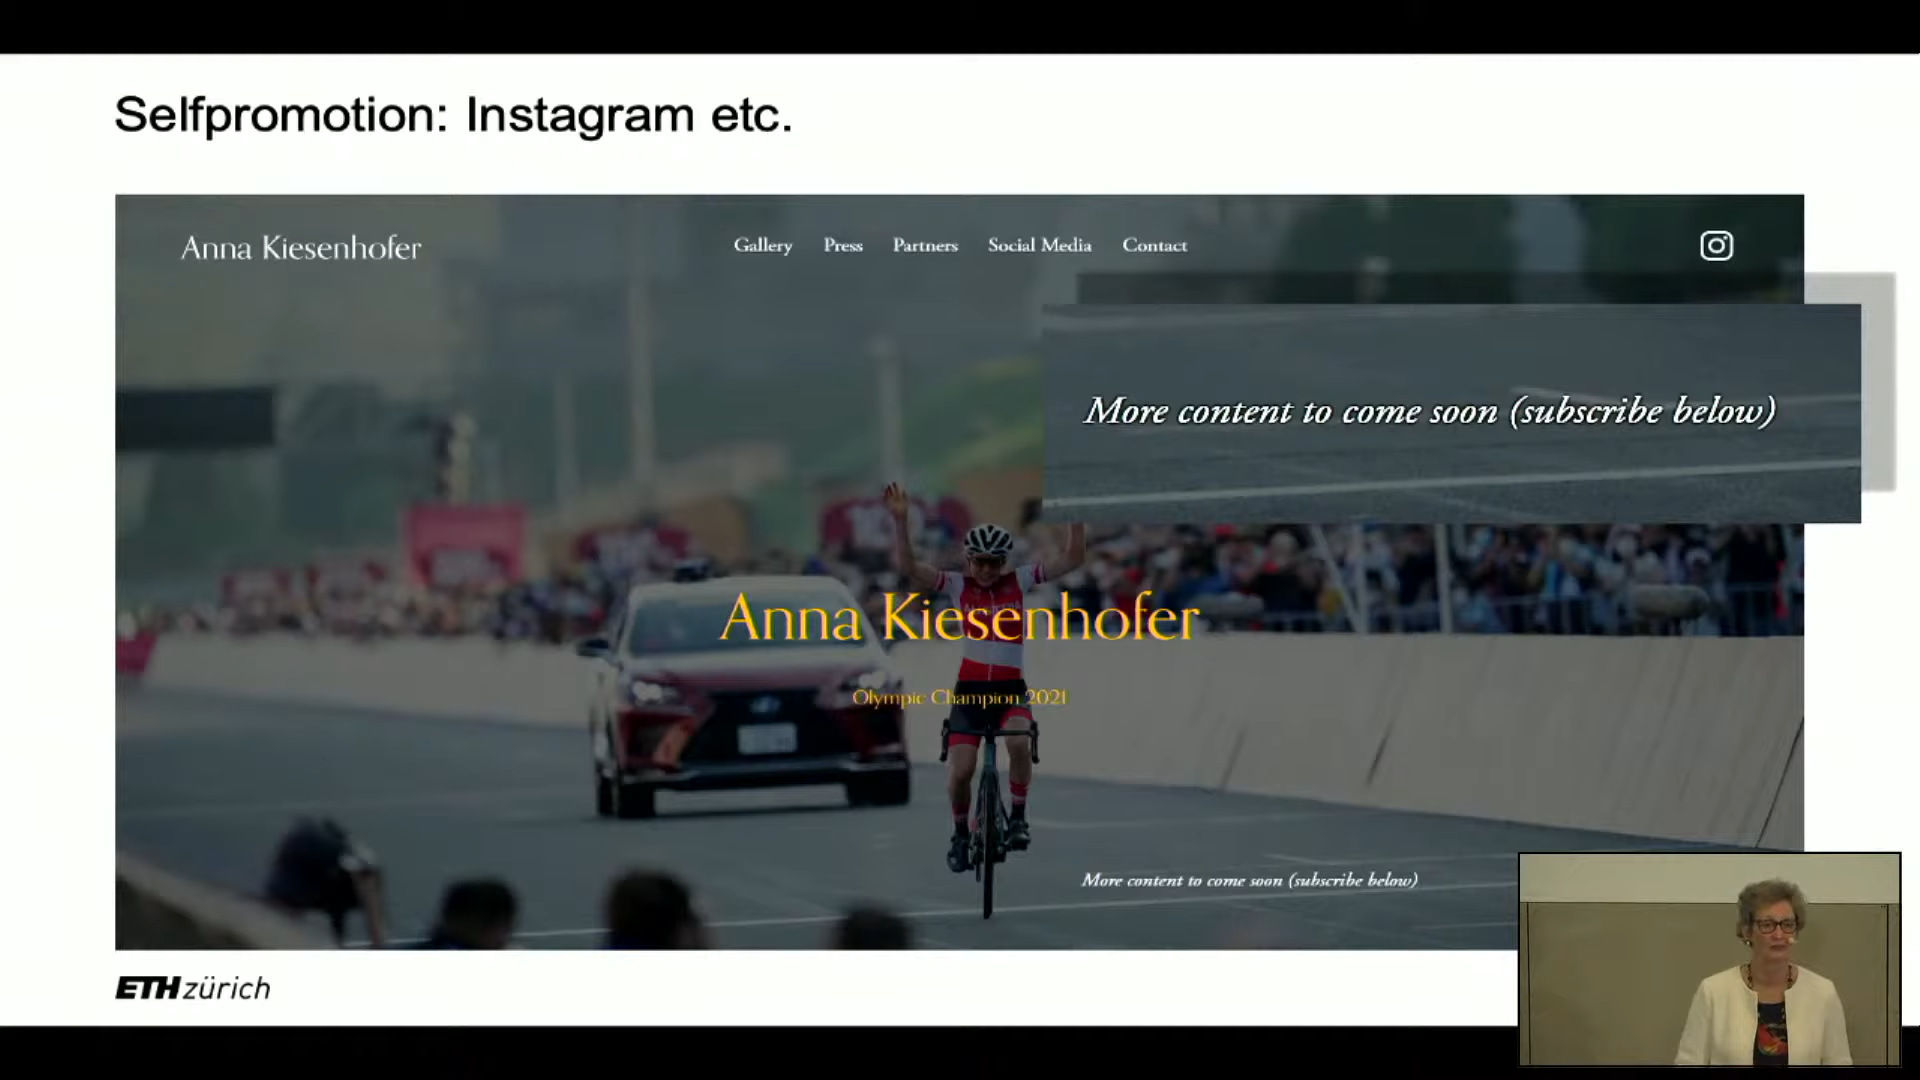 Selfpromotion: Instagram etc.
Anna Kiesenhofer
Gallery Press Partners Social Media Contact
More content to come soon (subscribe below)
Anna Kiesenhofer
Olympic Champion 2021
More content to come soon (subscribe below)
ETH zürich